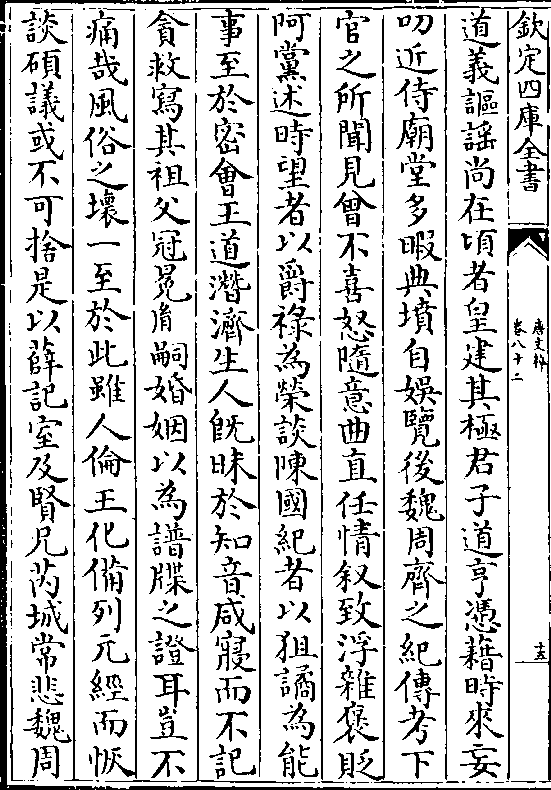 欽定四庫全書
唐文粹
卷八十二
十五
道義謳謡尚在頃者皇建其極君子道亨憑藉時來妄
叨近侍廟堂多暇典墳自娛覽後魏周齊之紀傳考下
官之所聞見曾不喜怒隨意曲直任情叙致浮雜褒貶
阿黨述時望者以爵禄為榮談陳國紀者以狙譎為能
事至於密會王道潛濟生人既昧於知音咸寢而不記
貪救寫其祖父冠冕脩嗣婚姻以為譜牒之證耳豈不
痛哉風俗之壞一至於此雖人倫王化備列元經而恢
談碩議或不可捨是以薛記室及賢兄芮城常悲魏周